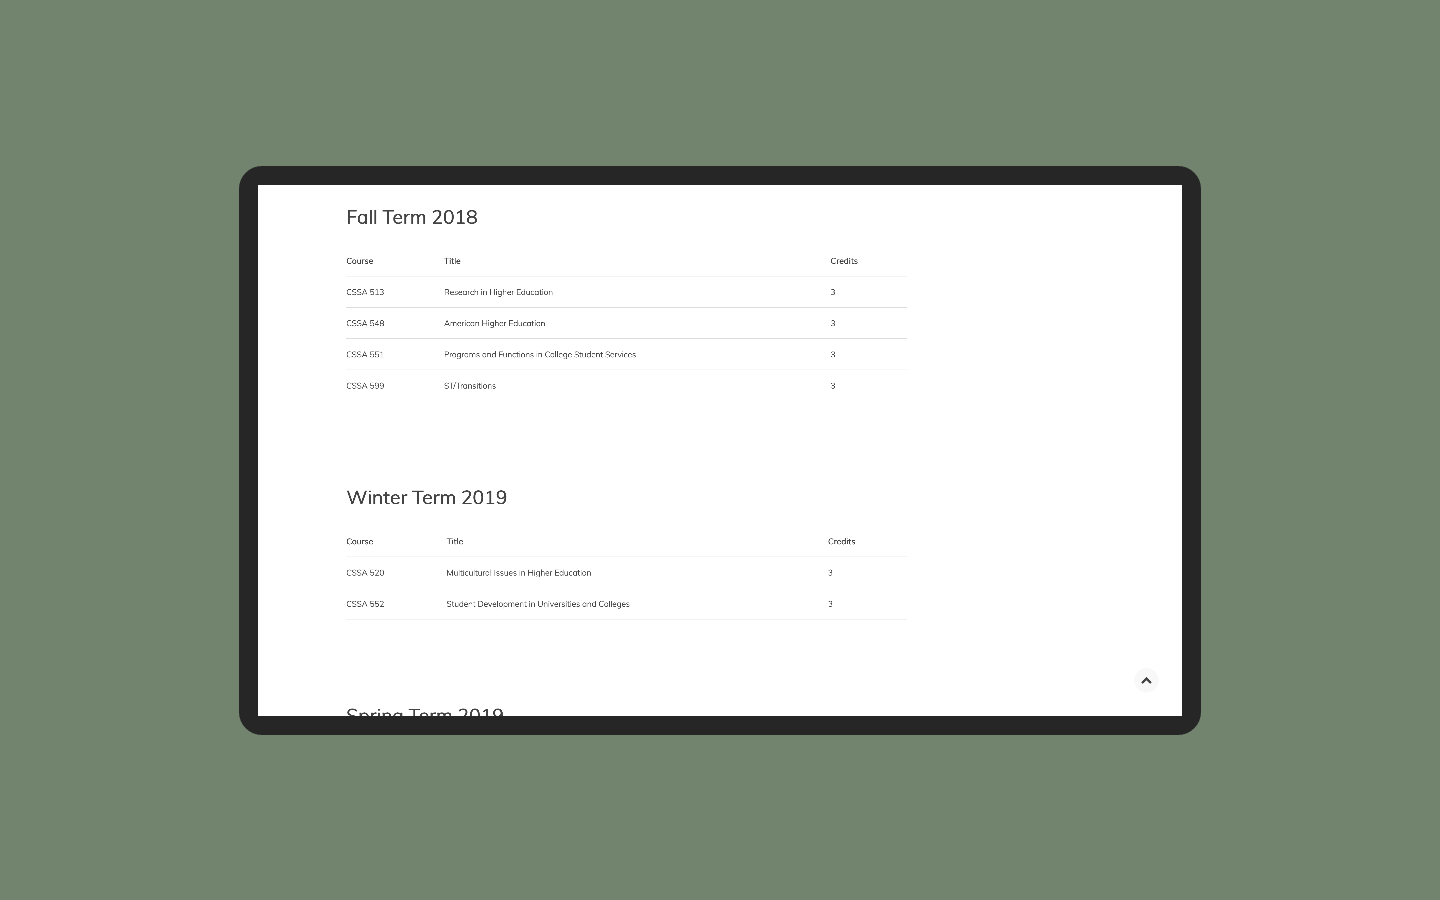 Fall Term 2018
Course Title Credits
CSSA 513 Research in Higher Education 3
CSSA 548 American Higher Education 3
CSSA 551 Programs and Functions in College Student Services 3
CSSA 599 ST/Transitions 3
Winter Term 2019
Course Title Credits
CSSA 520 Multicultural Issues in Higher Education 3
CSSA 552 Student Development in Universities and Colleges 3
Spring Term 2019